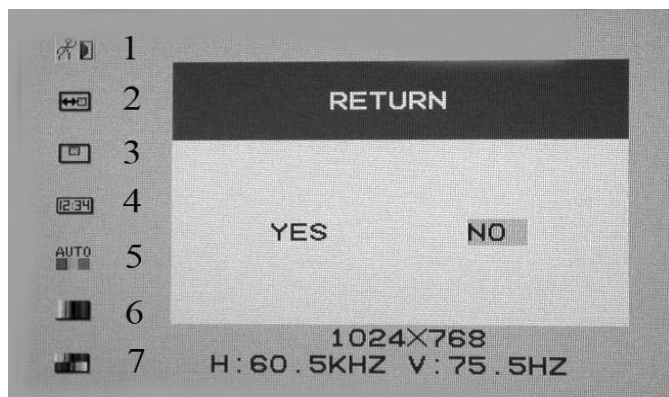 1
2
RETURN
3
12:34 4
YES NO
AUTO
5
6
1024X768
7
H:60.5KHZ V:75.5HZ